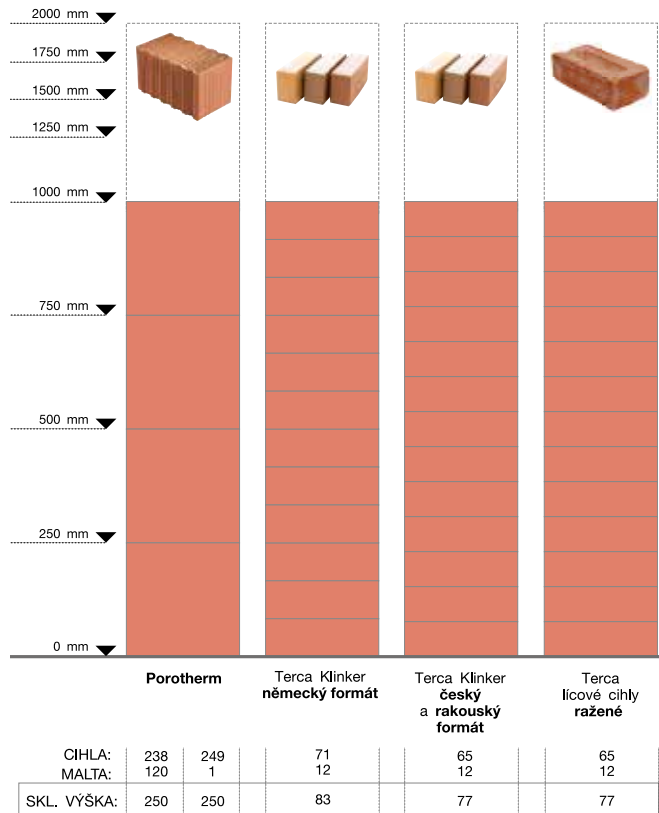 2000 mm
1750 mm
1500 mm
1250 mm
1000 mm
750 mm
500 mm
250 mm
0 mm
Porotherm
Terca Klinker
německý formát
Terca Klinker
český
a rakouský
formát
Terca
lícové cihly
ražené
CIHLA: 238 249 71 65 65
MALTA: 120 1 12 12 12
SKL. VÝŠKA: 250 250 83 77 77